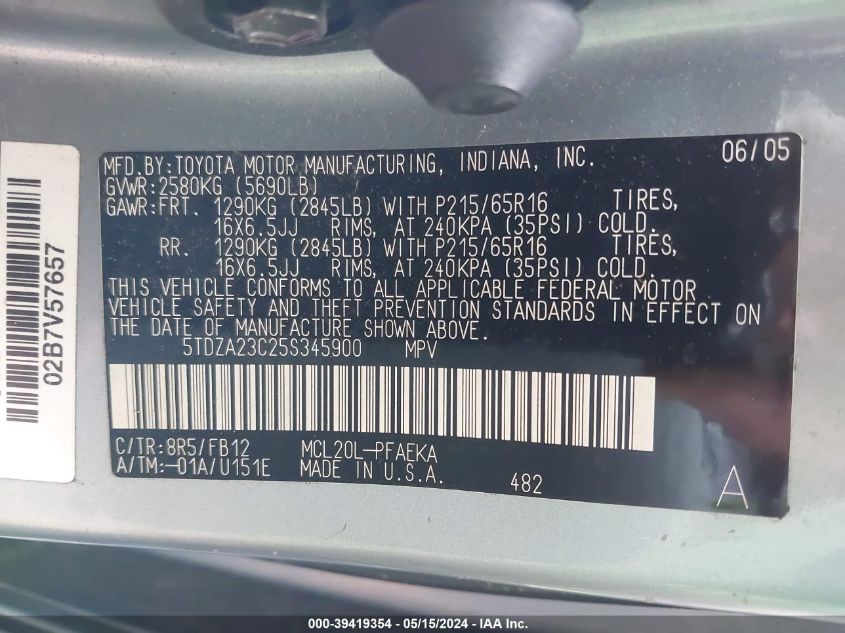 MFD.BY:TOYOTA MOTOR MANUFACTURING, INDIANA, INC. 06/05
GVWR:2580KG (5690LB)
GAWR:FRT. 1290KG (2845LB) WITH P215/65R16 TIRES,
16X6.5JJ RIMS, AT 240KPA (35PSI) COLD.
RR. 1290KG (2845LB) WITH P215/65R16 TIRES,
16X6.5JJ RIMS, AT 240KPA (35PSI) COLD.
THIS VEHICLE CONFORMS TO ALL APPLICABLE FEDERAL MOTOR
VEHICLE SAFETY AND THEFT PREVENTION STANDARDS IN EFFECT ON
THE DATE OF MANUFACTURE SHOWN ABOVE.
5TDZA23C25S345900 MPV
C/TR:8R5/FB12 MCL20L-PFAEKA
A/TM:-01A/U151E MADE IN U.S.A. 482 A
02B7V57657
000-39419354 - 05/15/2024 - IAA Inc.